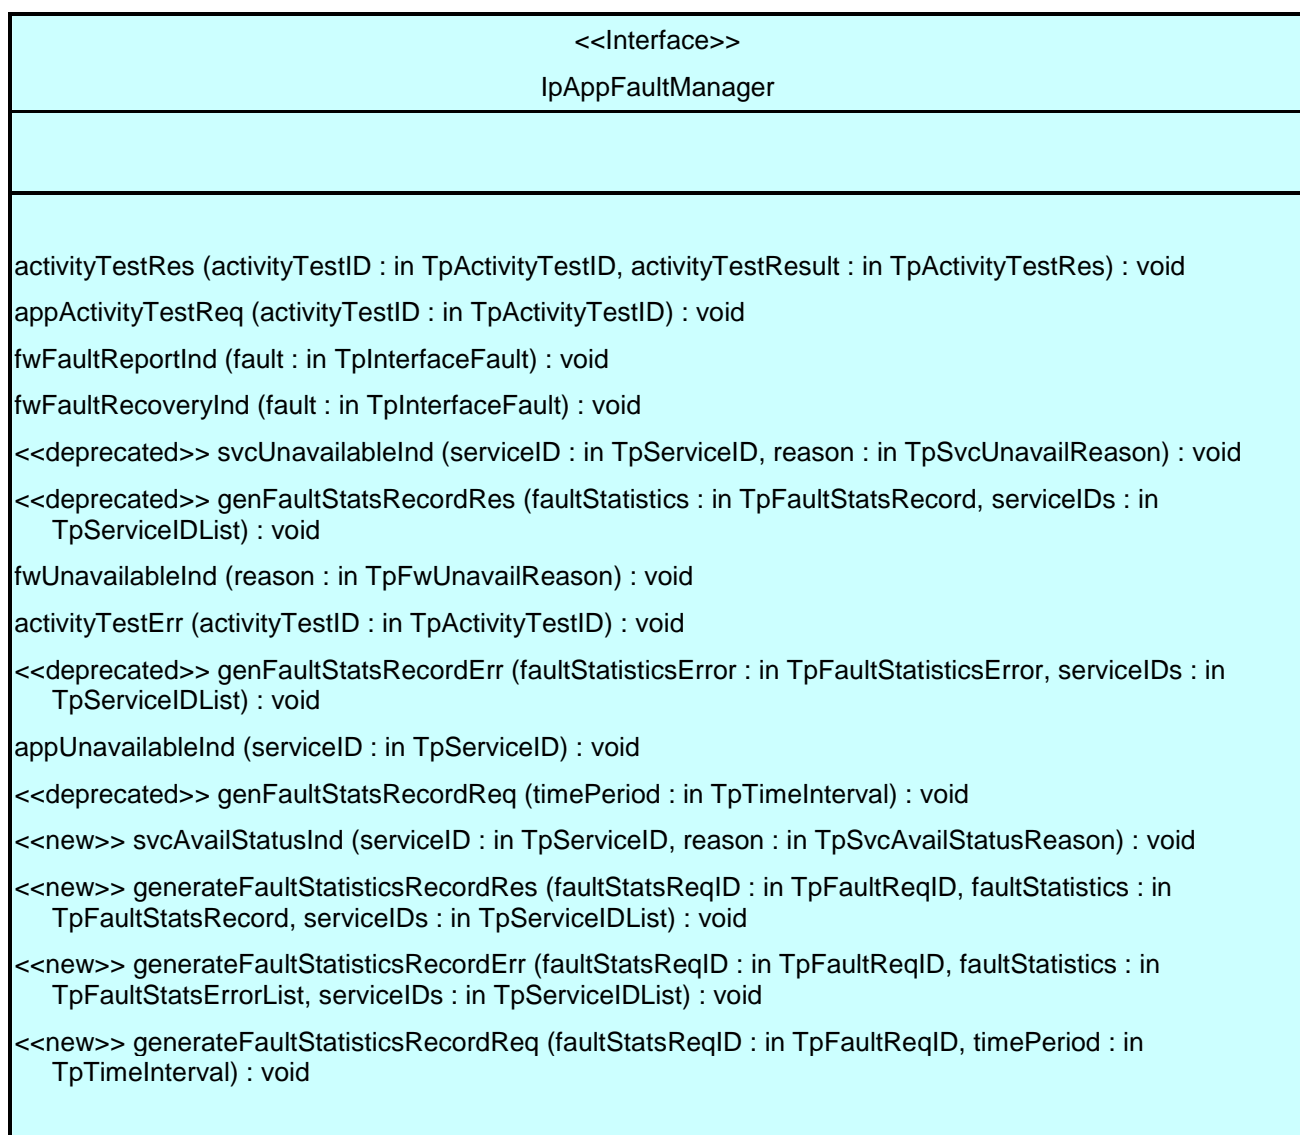 <<Interface>>
IpAppFaultManager
activityTestRes (activityTestID : in TpActivityTestID, activityTestResult : in TpActivityTestRes) : void
appActivityTestReq (activityTestID : in TpActivityTestID) : void
fwFaultReportInd (fault : in TpInterfaceFault) : void
fwFaultRecoveryInd (fault : in TpInterfaceFault) : void
<<deprecated>> svcUnavailableInd (serviceID : in TpServiceID, reason : in TpSvcUnavailReason) : void
<<deprecated>> genFaultStatsRecordRes (faultStatistics : in TpFaultStatsRecord, serviceIDs : in
TpServiceIDList) : void
fwUnavailableInd (reason : in TpFwUnavailReason) : void
activityTestErr (activityTestID : in TpActivityTestID) : void
<<deprecated>> genFaultStatsRecordErr (faultStatisticsError : in TpFaultStatisticsError, serviceIDs : in
TpServiceIDList) : void
appUnavailableInd (serviceID : in TpServiceID) : void
<<deprecated>> genFaultStatsRecordReq (timePeriod : in TpTimeInterval) : void
<<new>> svcAvailStatusInd (serviceID : in TpServiceID, reason : in TpSvcAvailStatusReason) : void
<<new>> generateFaultStatisticsRecordRes (faultStatsReqID : in TpFaultReqID, faultStatistics : in
TpFaultStatsRecord, serviceIDs : in TpServiceIDList) : void
<<new>> generateFaultStatisticsRecordErr (faultStatsReqID : in TpFaultReqID, faultStatistics : in
TpFaultStatsErrorList, serviceIDs : in TpServiceIDList) : void
<<new>> generateFaultStatisticsRecordReq (faultStatsReqID : in TpFaultReqID, timePeriod : in
TpTimeInterval) : void